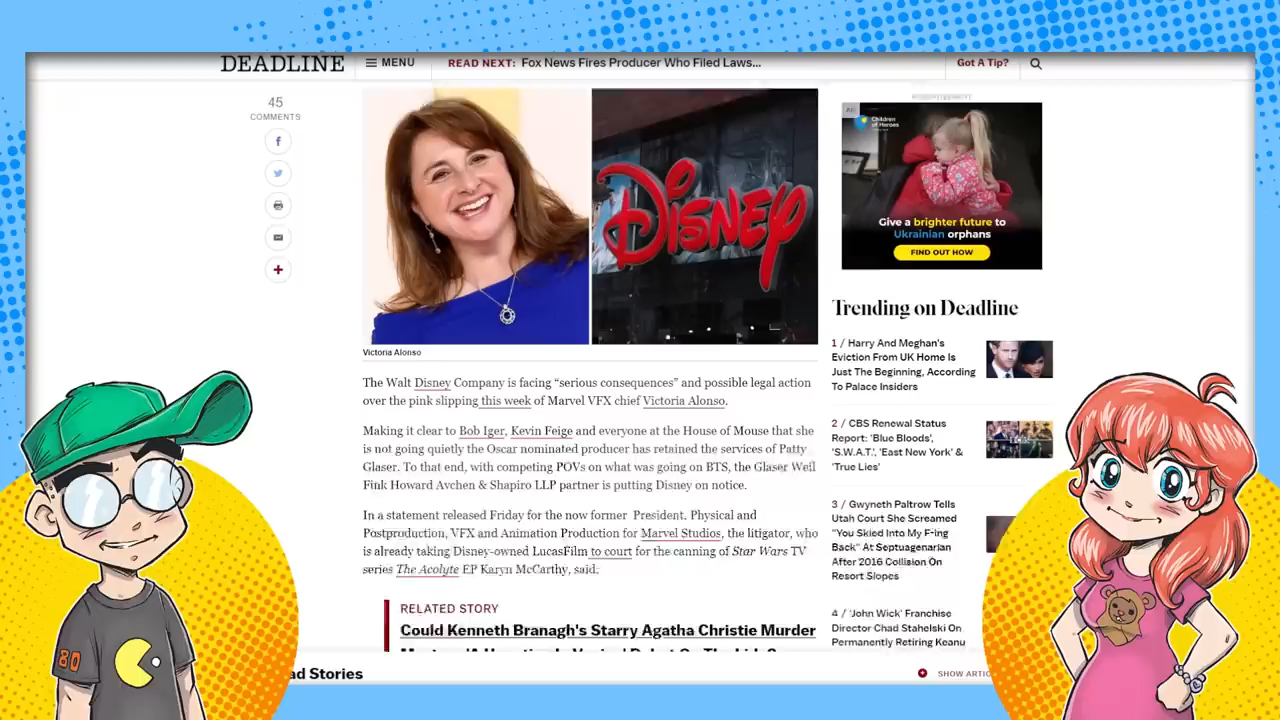 DEADLINE
MENU
READ NEXT: Fox News Fires Producer Who Filed Laws...
Got A Tip?
45
COMMENTS
DISNEY
Victoria Alonso
The Walt Disney Company is facing “serious consequences” and possible legal action
over the pink slipping this week of Marvel VFX chief Victoria Alonso.
Making it clear to Bob Iger, Kevin Feige and everyone at the House of Mouse that she
is not going quietly the Oscar nominated producer has retained the services of Patty
Glaser. To that end, with competing POVs on what was going on BTS, the Glaser Weil
Fink Howard Avchen & Shapiro LLP partner is putting Disney on notice.
In a statement released Friday for the now former President, Physical and
Postproduction, VFX and Animation Production for Marvel Studios, the litigator, who
is already taking Disney-owned LucasFilm to court for the canning of Star Wars TV
series The Acolyte EP Karyn McCarthy, said:
RELATED STORY
Could Kenneth Branagh's Starry Agatha Christie Murder
ad Stories
ADVERTISEMENT
Children
of Heroes
Give a brighter future to
Ukrainian orphans
FIND OUT HOW
Trending on Deadline
1 / Harry And Meghan's
Eviction From UK Home Is
Just The Beginning, According
To Palace Insiders
2 / CBS Renewal Status
Report: 'Blue Bloods',
'S.W.A.T.', 'East New York' &
'True Lies'
3 / Gwyneth Paltrow Tells
Utah Court She Screamed
"You Skied Into My F-ing
Back" At Septuagenarian
After 2016 Collision On
Resort Slopes
4 / 'John Wick' Franchise
Director Chad Stahelski On
Permanently Retiring Keanu
SHOW ARTIC
80